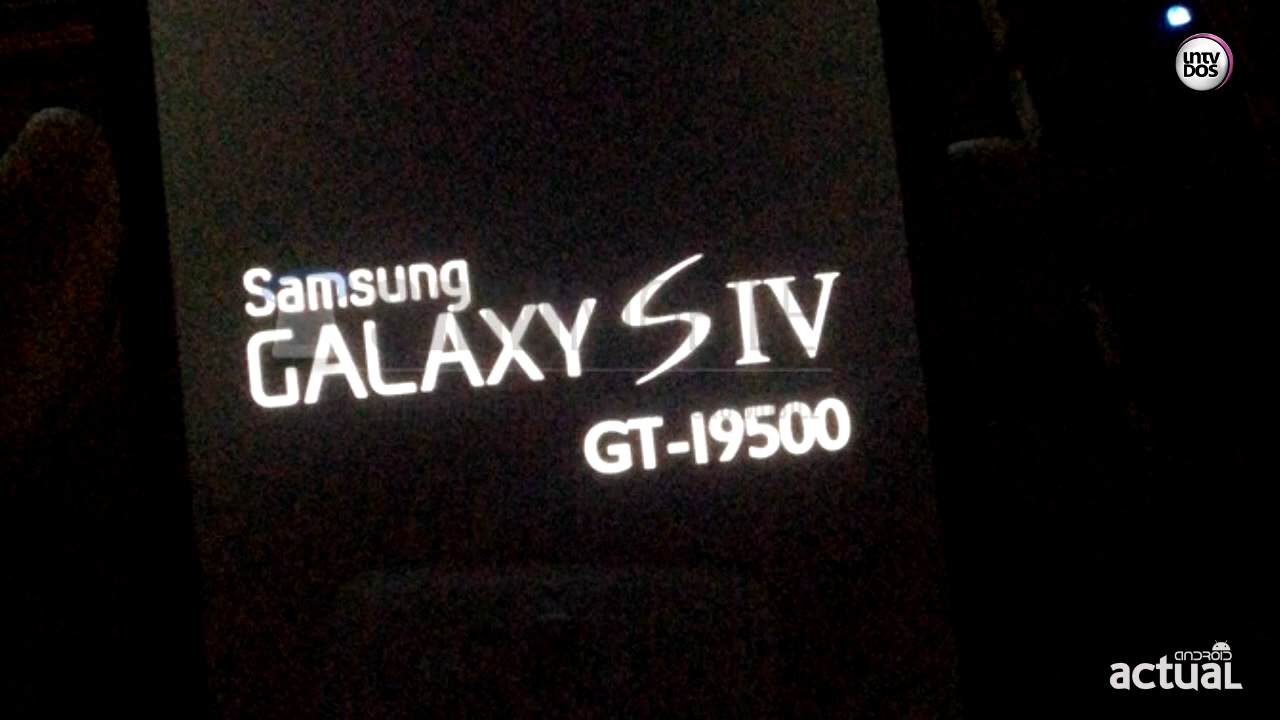 untv
DOS
Samsung
GALAXY S IV
GT-I9500
ANDROID
actual